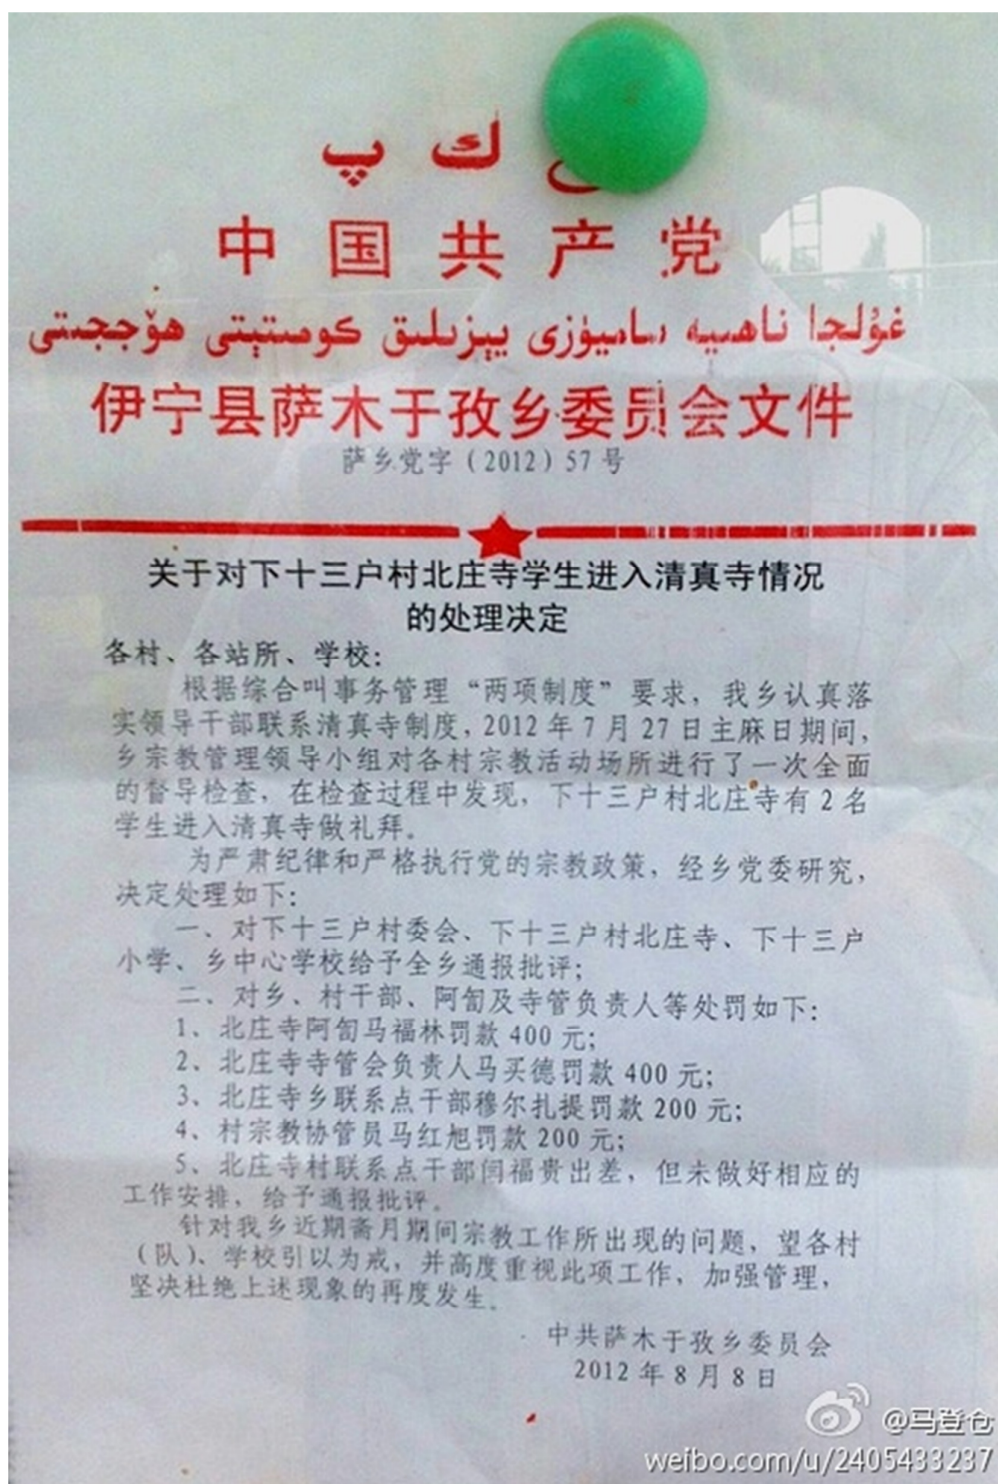 ك پ
中国共产党
غۇلجا ناھىيە ساميۈزى يېزىلىق كومىتېتى ھۆججىتى
伊宁县萨木于孜乡委员会文件
萨乡党字（2012）57号
关于对下十三户村北庄寺学生进入清真寺情况
的处理决定
各村、各站所、学校：
根据综合叫事务管理“两项制度”要求，我乡认真落
实领导干部联系清真寺制度，2012年7月27日主麻日期间，
乡宗教管理领导小组对各村宗教活动场所进行了一次全面
的督导检查，在检查过程中发现，下十三户村北庄寺有2名
学生进入清真寺做礼拜。
为严肃纪律和严格执行党的宗教政策，经乡党委研究，
决定处理如下：
一、对下十三户村委会、下十三户村北庄寺、下十三户
小学、乡中心学校给予全乡通报批评；
二、对乡、村干部、阿訇及寺管负责人等处罚如下：
1、北庄寺阿訇马福林罚款400元；
2、北庄寺寺管会负责人马买德罚款400元；
3、北庄寺乡联系点干部穆尔扎提罚款200元；
4、村宗教协管员马红旭罚款200元；
5、北庄寺村联系点干部闫福贵出差，但未做好相应的
工作安排，给予通报批评。
针对我乡近期斋月期间宗教工作所出现的问题，望各村
（队）、学校引以为戒，并高度重视此项工作，加强管理，
坚决杜绝上述现象的再度发生。
中共萨木于孜乡委员会
2012年8月8日
@马登仓
weibo.com/u/2405433237